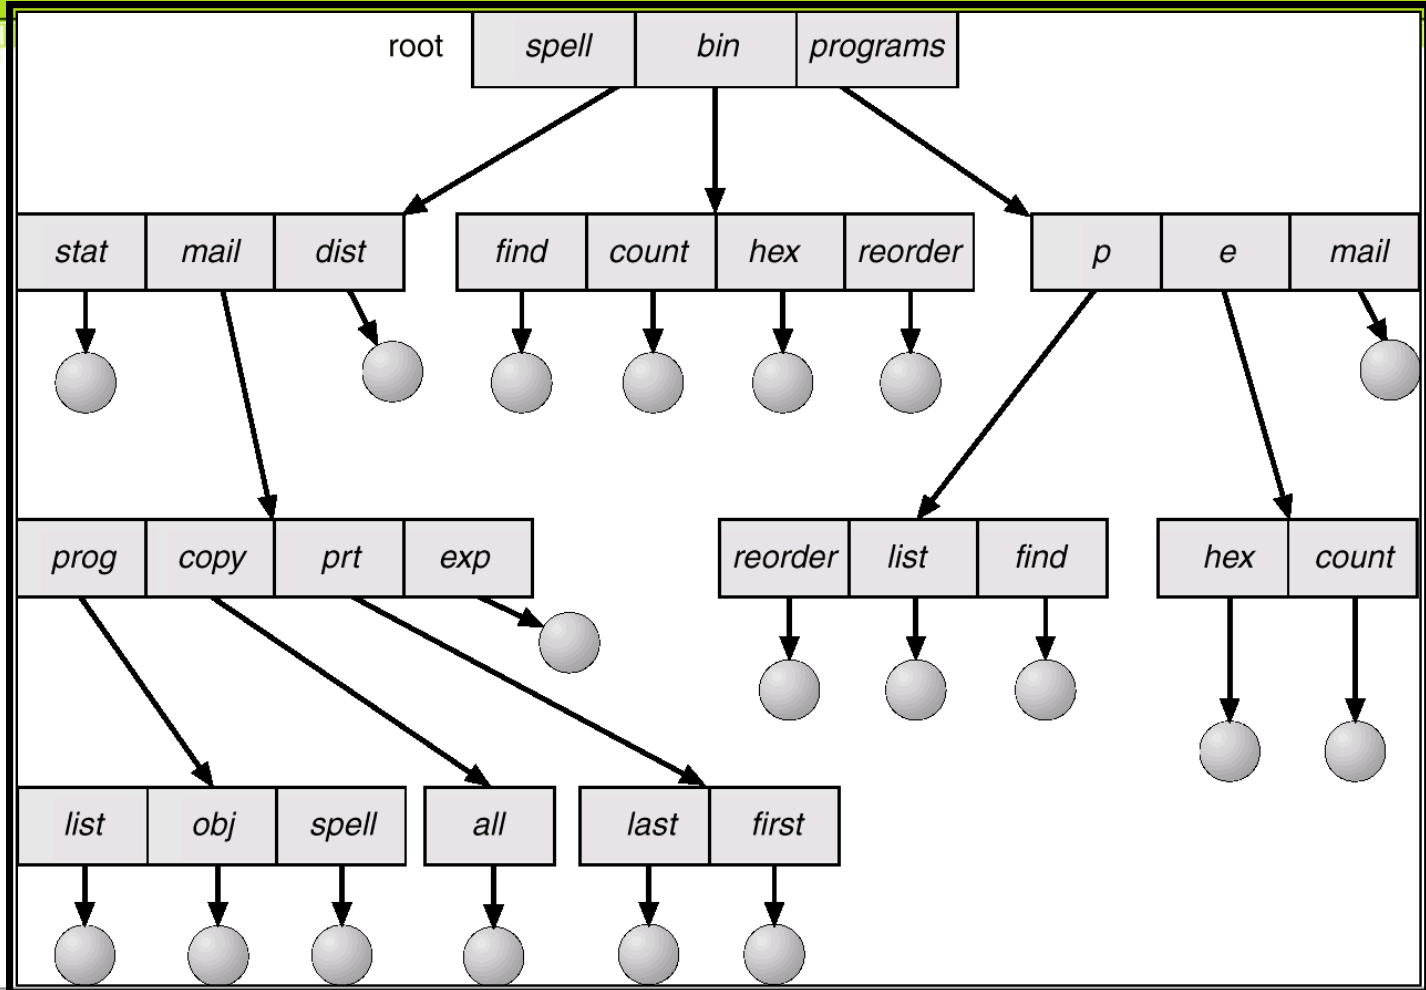 root spell bin programs
stat mail dist find count hex reorder p e mail
prog copy prt exp reorder list find hex count
list obj spell all last first